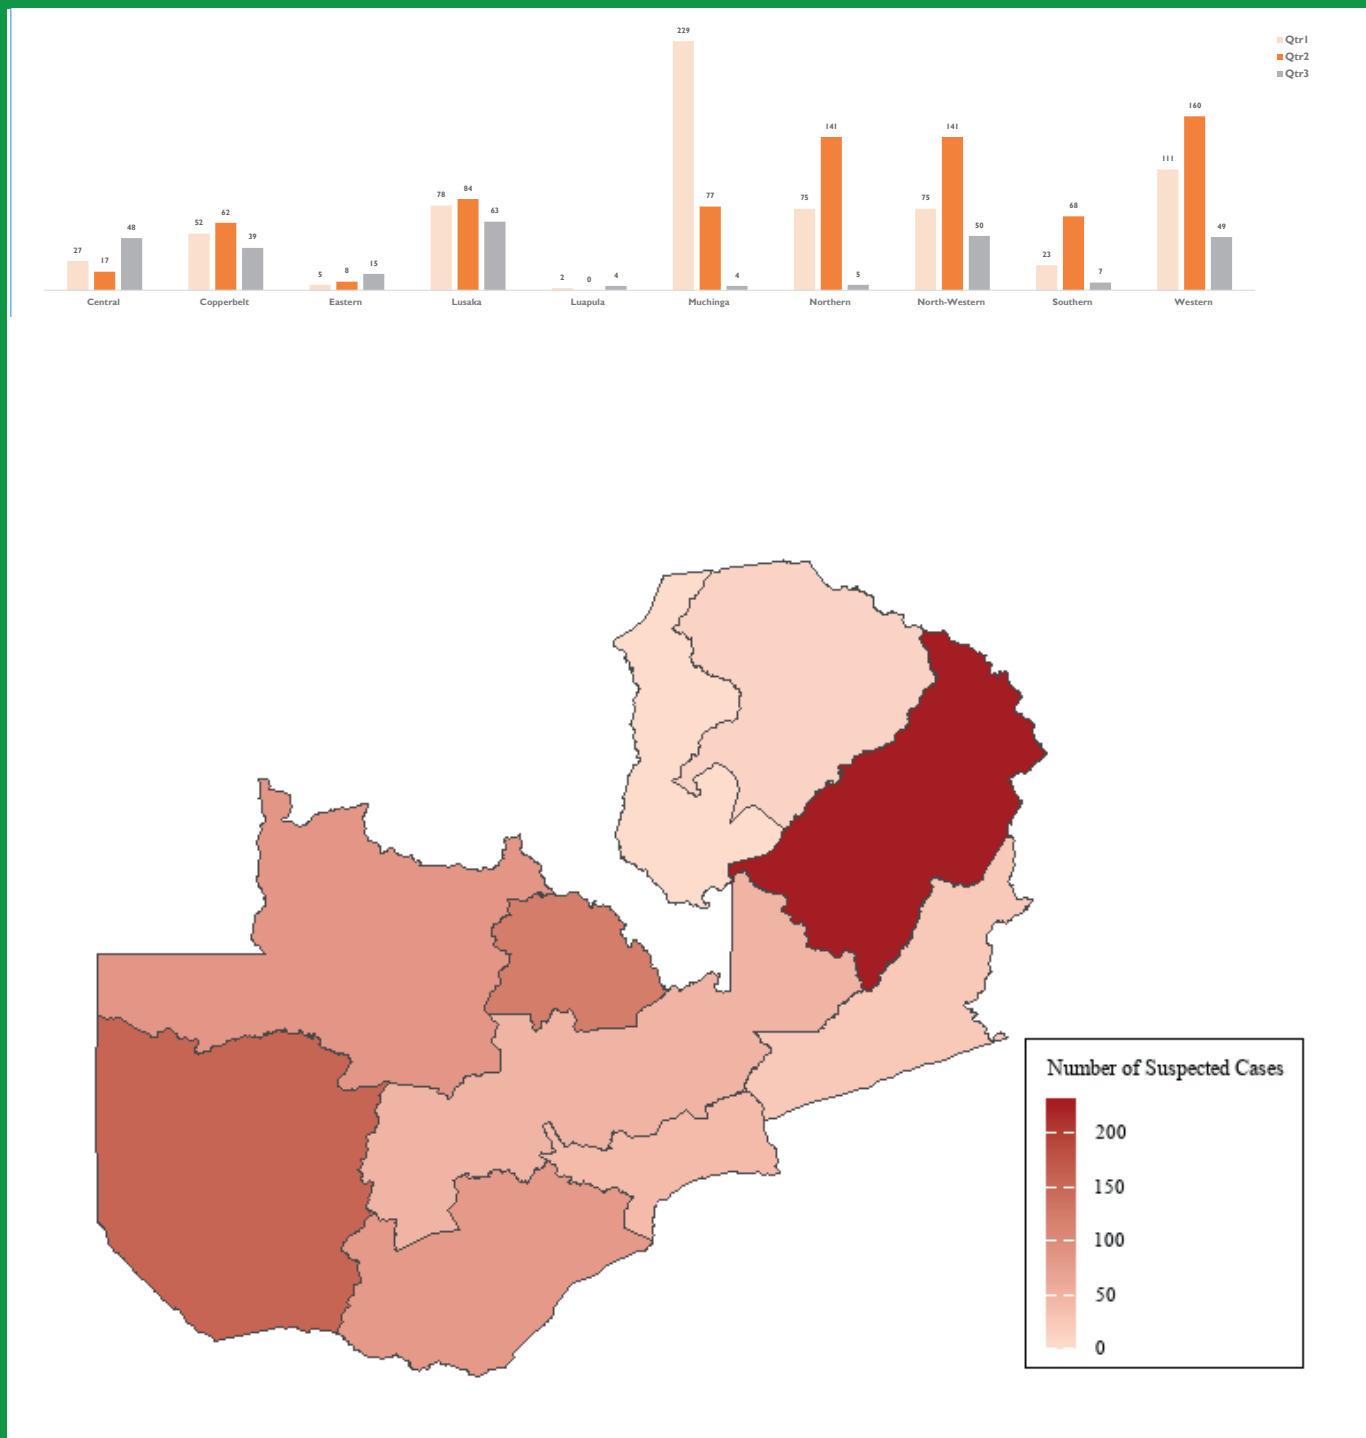 229
Qtr1
Qtr2
Qtr3
27 17 48
52 62 39
5 8 15
78 84 63
2 0 4
77 4
75 141 5
75 141 50
23 68 7
111 160 49
Central Copperbelt Eastern Lusaka Luapula Muchinga Northern North-Western Southern Western
Number of Suspected Cases
200
150
100
50
0